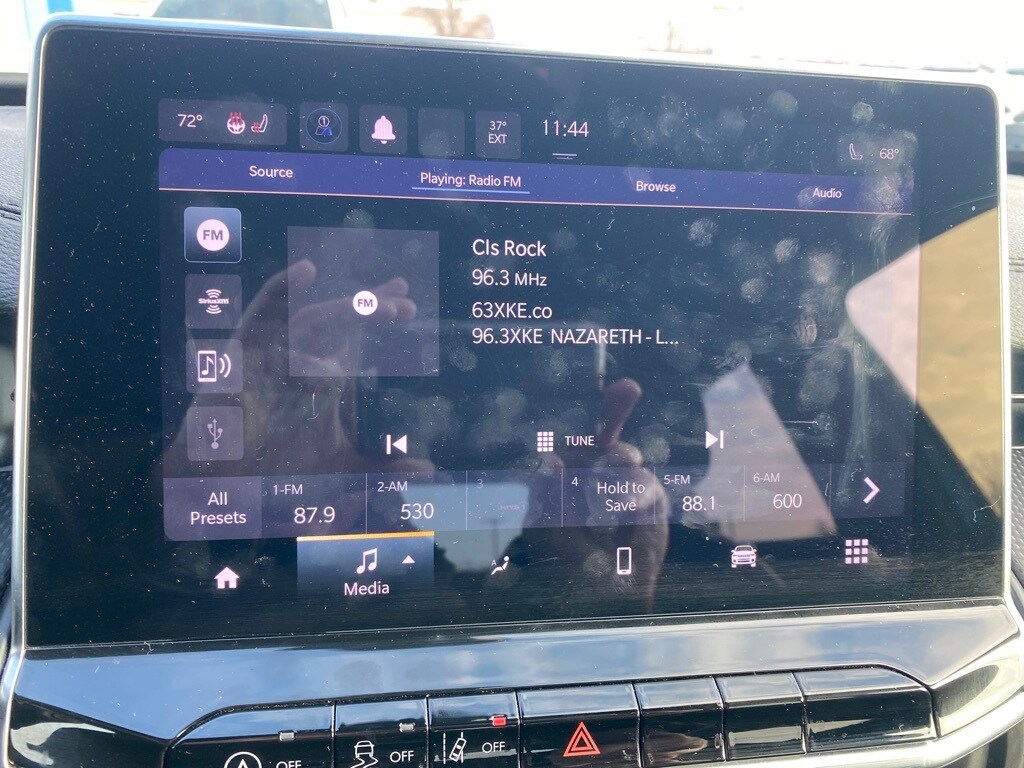 72°
1
37°
EXT
11:44
68°
Source
Playing: Radio FM
Browse
Audio
FM
SiriusXM
FM
Cls Rock
96.3 MHz
63XKE.co
96.3XKE NAZARETH - L...
TUNE
All
Presets
1-FM
87.9
2-AM
530
3
4
Hold to
Save
5-FM
88.1
6-AM
600
Media
A
OFF
OFF
OFF